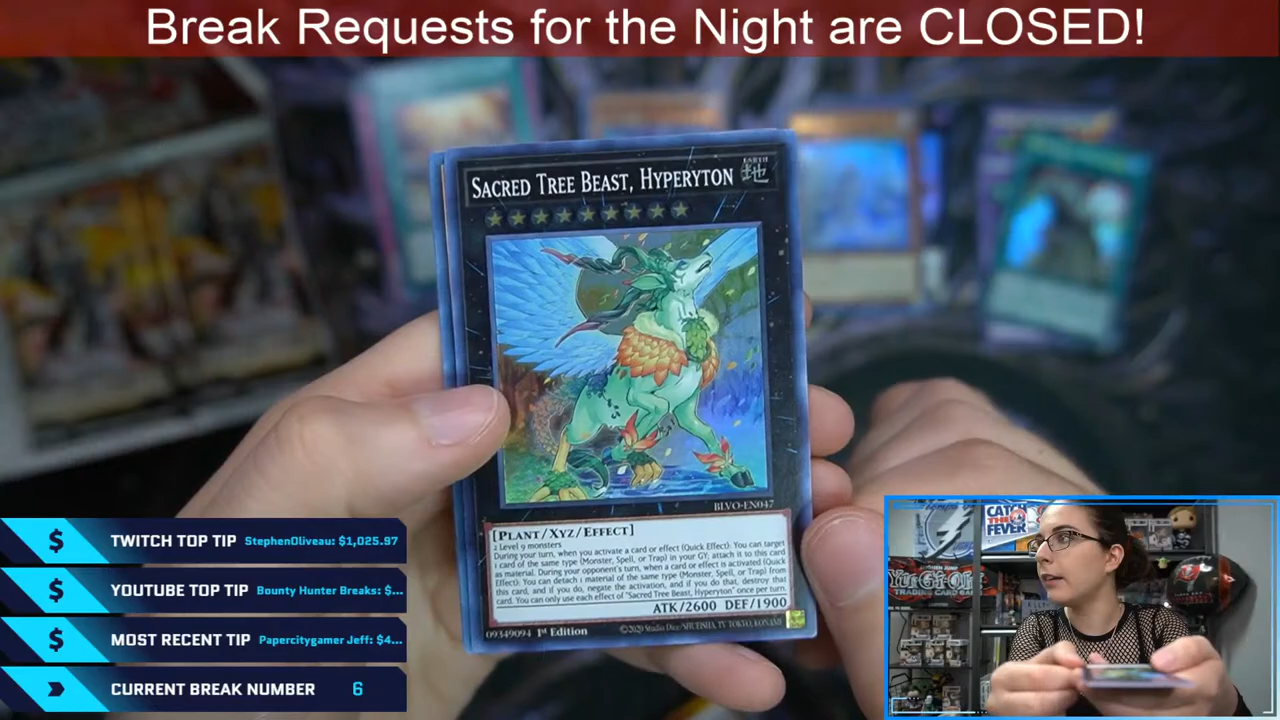 Break Requests for the Night are CLOSED!
SACRED TREE BEAST, HYPERYTON
EARTH
地
BLVO-EN047
[PLANT/XYZ/EFFECT]
2 Level 9 monsters
During your turn, when you activate a card or effect (Quick Effect): You can target
1 card of the same type (Monster, Spell, or Trap) in your GY; attach it to this card
as material. During your opponent's turn, when a card or effect is activated (Quick
Effect): You can detach 1 material of the same type (Monster, Spell, or Trap) from
this card, and if you do, negate the activation, and if you do that, destroy that
card. You can only use each effect of "Sacred Tree Beast, Hyperyton" once per turn.
ATK/2600 DEF/1900
09349094 1st Edition
©2020 Studio Dice/SHUEISHA, TV TOKYO, KONAMI
$ TWITCH TOP TIP StephenOliveau: $1,025.97
$ YOUTUBE TOP TIP Bounty Hunter Breaks: $...
$ MOST RECENT TIP Papercitygamer Jeff: $4...
CURRENT BREAK NUMBER 6
CATCH
THE
FEVER
Yu-Gi-Oh!
TRADING CARD GAME